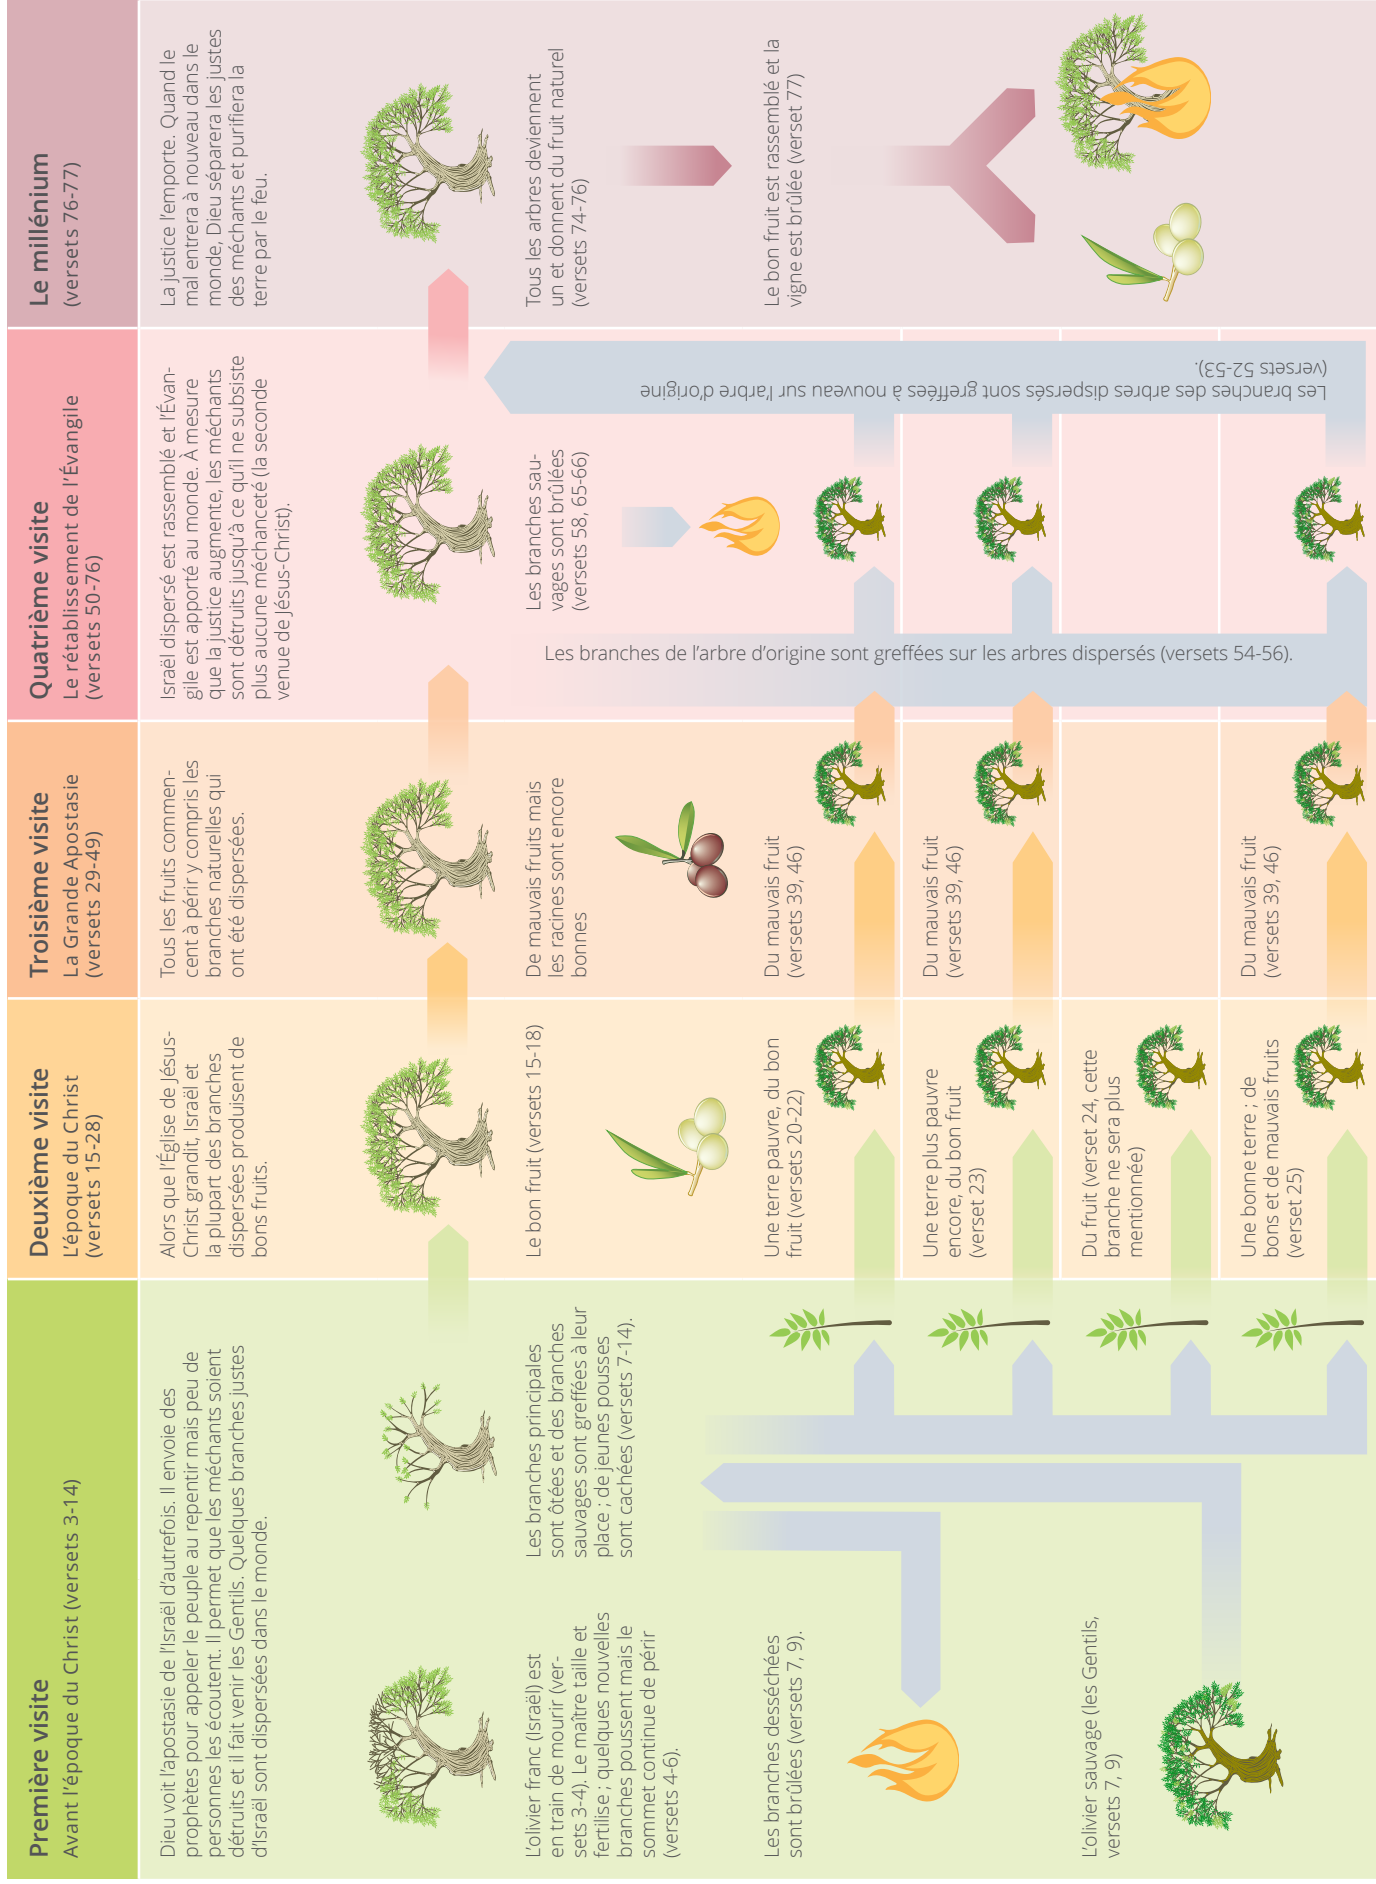 Première visite
Avant l’époque du Christ (versets 3-14)
Dieu voit l’apostasie de l’Israël d’autrefois. Il envoie des
prophètes pour appeler le peuple au repentir mais peu de
personnes les écoutent. Il permet que les méchants soient
détruits et il fait venir les Gentils. Quelques branches justes
d’Israël sont dispersées dans le monde.
L’olivier franc (Israël) est
en train de mourir (ver-
sets 3-4). Le maître taille et
fertilise ; quelques nouvelles
branches poussent mais le
sommet continue de périr
(versets 4-6).
Les branches principales
sont ôtées et des branches
sauvages sont greffées à leur
place ; de jeunes pousses
sont cachées (versets 7-14).
Les branches desséchées
sont brûlées (versets 7, 9).
L’olivier sauvage (les Gentils,
versets 7, 9)
Deuxième visite
L’époque du Christ
(versets 15-28)
Alors que l’Église de Jésus-
Christ grandit, Israël et
la plupart des branches
dispersées produisent de
bons fruits.
Le bon fruit (versets 15-18)
Une terre pauvre, du bon
fruit (versets 20-22)
Une terre plus pauvre
encore, du bon fruit
(verset 23)
Du fruit (verset 24, cette
branche ne sera plus
mentionnée)
Une bonne terre ; de
bons et de mauvais fruits
(verset 25)
Troisième visite
La Grande Apostasie
(versets 29-49)
Tous les fruits commen-
cent à périr y compris les
branches naturelles qui
ont été dispersées.
De mauvais fruits mais
les racines sont encore
bonnes
Du mauvais fruit
(versets 39, 46)
Du mauvais fruit
(versets 39, 46)
Du mauvais fruit
(versets 39, 46)
Quatrième visite
Le rétablissement de l’Évangile
(versets 50-76)
Israël dispersé est rassemblé et l’Évan-
gile est apporté au monde. À mesure
que la justice augmente, les méchants
sont détruits jusqu’à ce qu’il ne subsiste
plus aucune méchanceté (la seconde
venue de Jésus-Christ).
Les branches sau-
vages sont brûlées
(versets 58, 65-66)
Les branches de l’arbre d’origine sont greffées sur les arbres dispersés (versets 54-56).
Les branches des arbres dispersés sont greffées à nouveau sur l’arbre d’origine
(versets 52-53).
Le millénium
(versets 76-77)
La justice l’emporte. Quand le
mal entrera à nouveau dans le
monde, Dieu séparera les justes
des méchants et purifiera la
terre par le feu.
Tous les arbres deviennent
un et donnent du fruit naturel
(versets 74-76)
Le bon fruit est rassemblé et la
vigne est brûlée (verset 77)